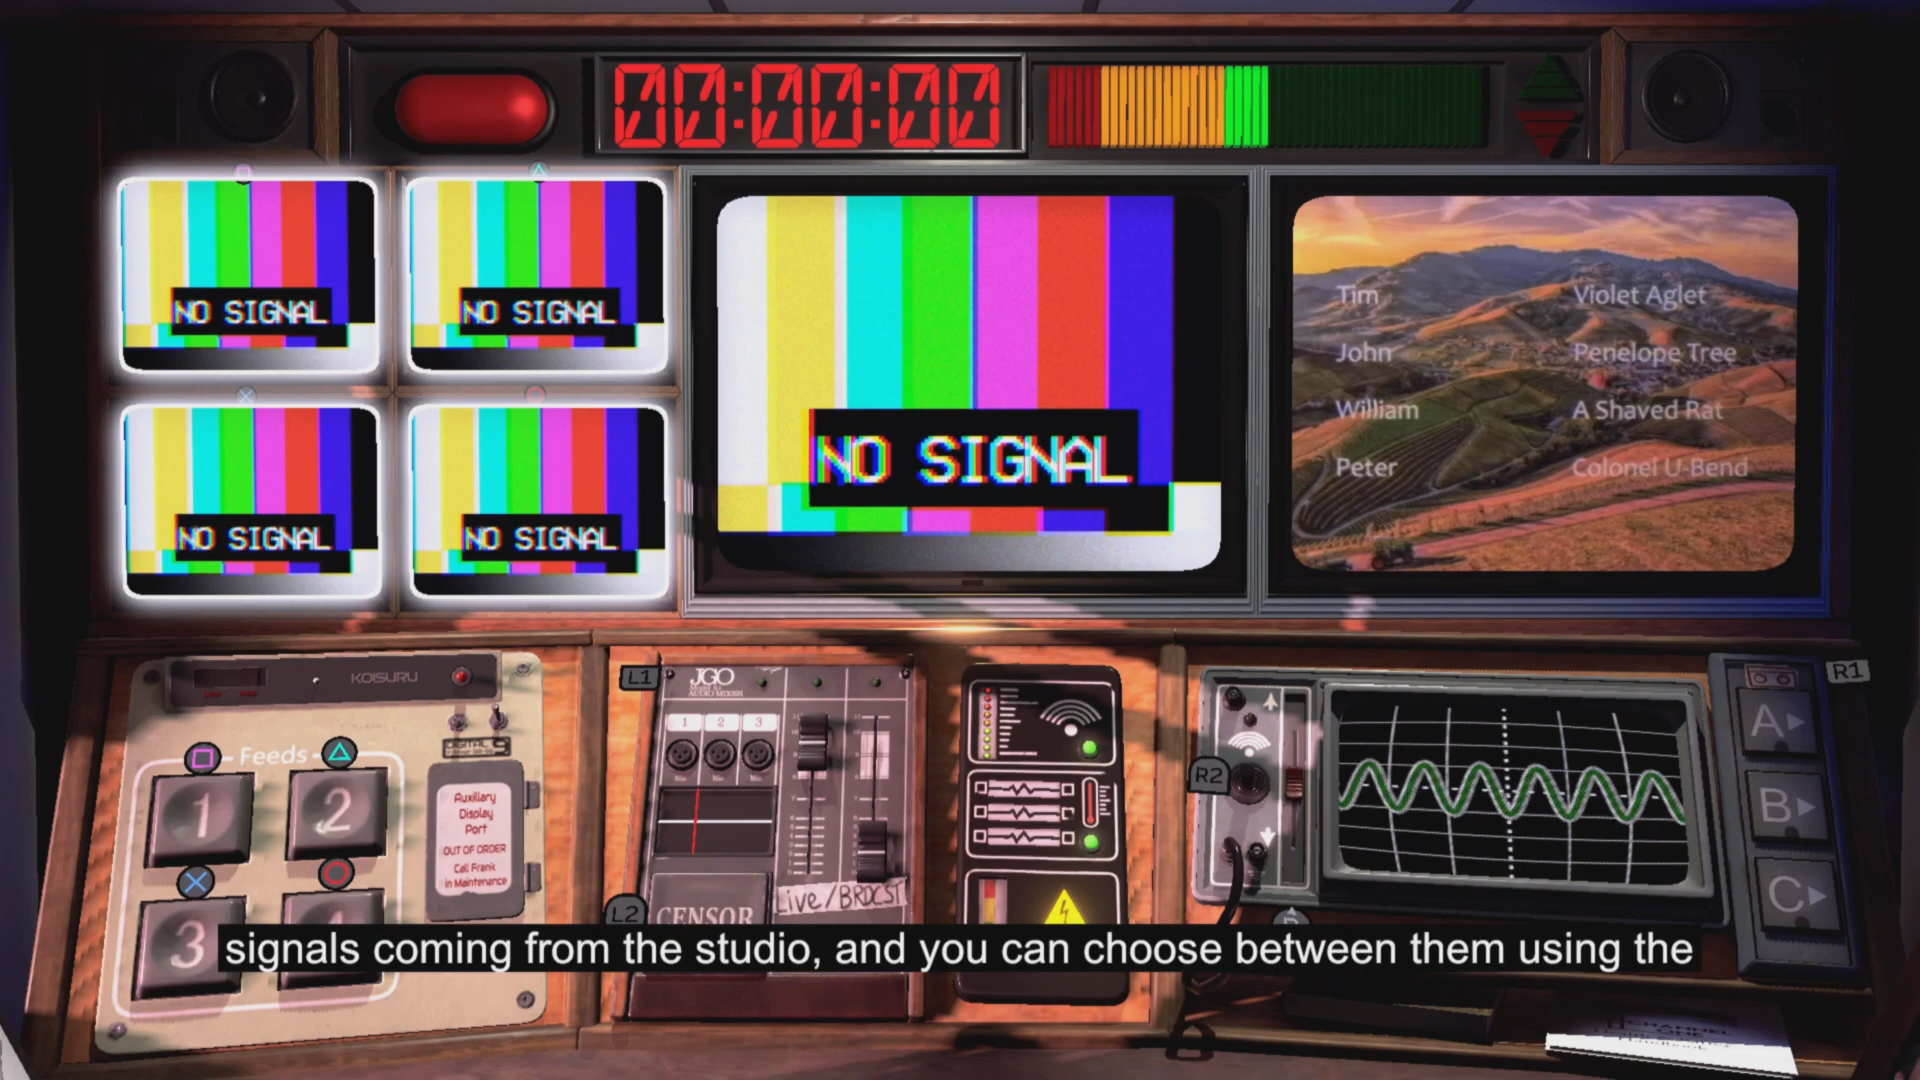 00:00:00
NO SIGNAL
NO SIGNAL
NO SIGNAL
NO SIGNAL
NO SIGNAL
Tim Violet Aglet
John Penelope Tree
William A Shaved Rat
Peter Colonel U-Bend
KOISURU
Feeds
1
2
3
Auxiliary
Display
Port
OUT OF ORDER
Call Frank
in Maintenance
L1
JGO
AUDIO MIXER
1 2 3
L2
CENSOR
Live/BRDCST
R2
R1
A
B
C
signals coming from the studio, and you can choose between them using the
CHANNEL